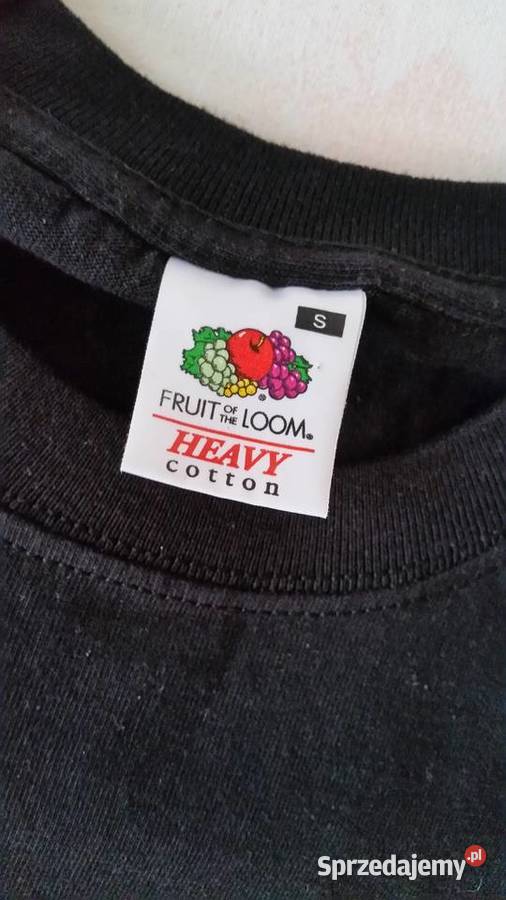 S
FRUIT OF THE LOOM®
HEAVY
cotton
Sprzedajemy.pl